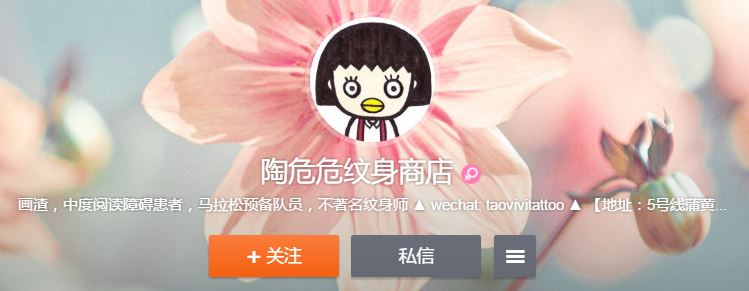 陶危危纹身商店
画渣，中度阅读障碍患者，马拉松预备队员，不著名纹身师 ▲ wechat: taovivitattoo ▲ 【地址：5号线蒲黄...
+ 关注 私信